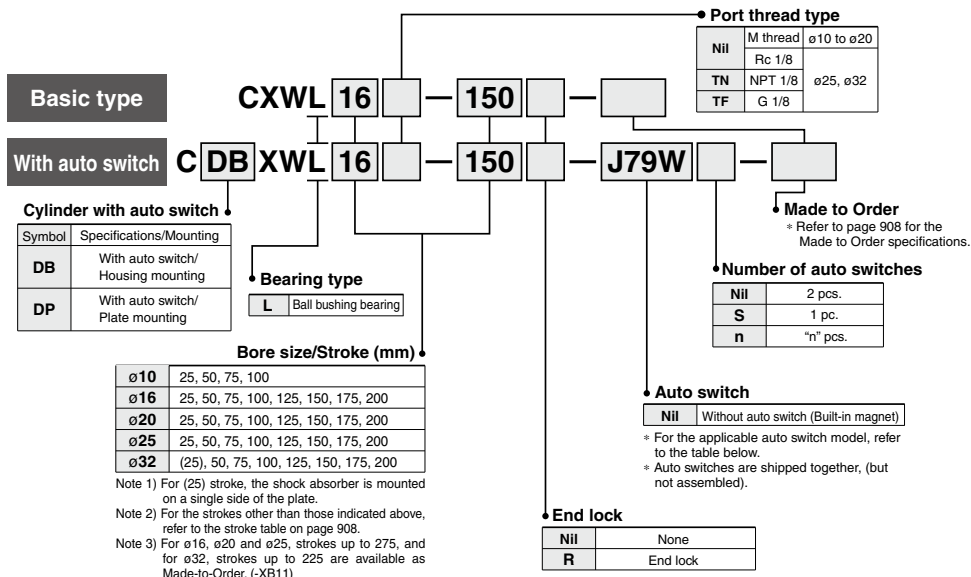 Port thread type
Nil M thread ø10 to ø20
Rc 1/8 ø25, ø32
TN NPT 1/8
TF G 1/8
Basic type CXWL 16 — 150 —
With auto switch C DB XWL 16 — 150 — J79W —
Cylinder with auto switch
Symbol Specifications/Mounting
DB With auto switch/
Housing mounting
DP With auto switch/
Plate mounting
Bearing type
L Ball bushing bearing
Bore size/Stroke (mm)
ø10 25, 50, 75, 100
ø16 25, 50, 75, 100, 125, 150, 175, 200
ø20 25, 50, 75, 100, 125, 150, 175, 200
ø25 25, 50, 75, 100, 125, 150, 175, 200
ø32 (25), 50, 75, 100, 125, 150, 175, 200
Note 1) For (25) stroke, the shock absorber is mounted
on a single side of the plate.
Note 2) For the strokes other than those indicated above,
refer to the stroke table on page 908.
Note 3) For ø16, ø20 and ø25, strokes up to 275, and
for ø32, strokes up to 225 are available as
Made-to-Order. (-XB11)
Made to Order
* Refer to page 908 for the
Made to Order specifications.
Number of auto switches
Nil 2 pcs.
S 1 pc.
n "n" pcs.
Auto switch
Nil Without auto switch (Built-in magnet)
* For the applicable auto switch model, refer
to the table below.
* Auto switches are shipped together, (but
not assembled).
End lock
Nil None
R End lock